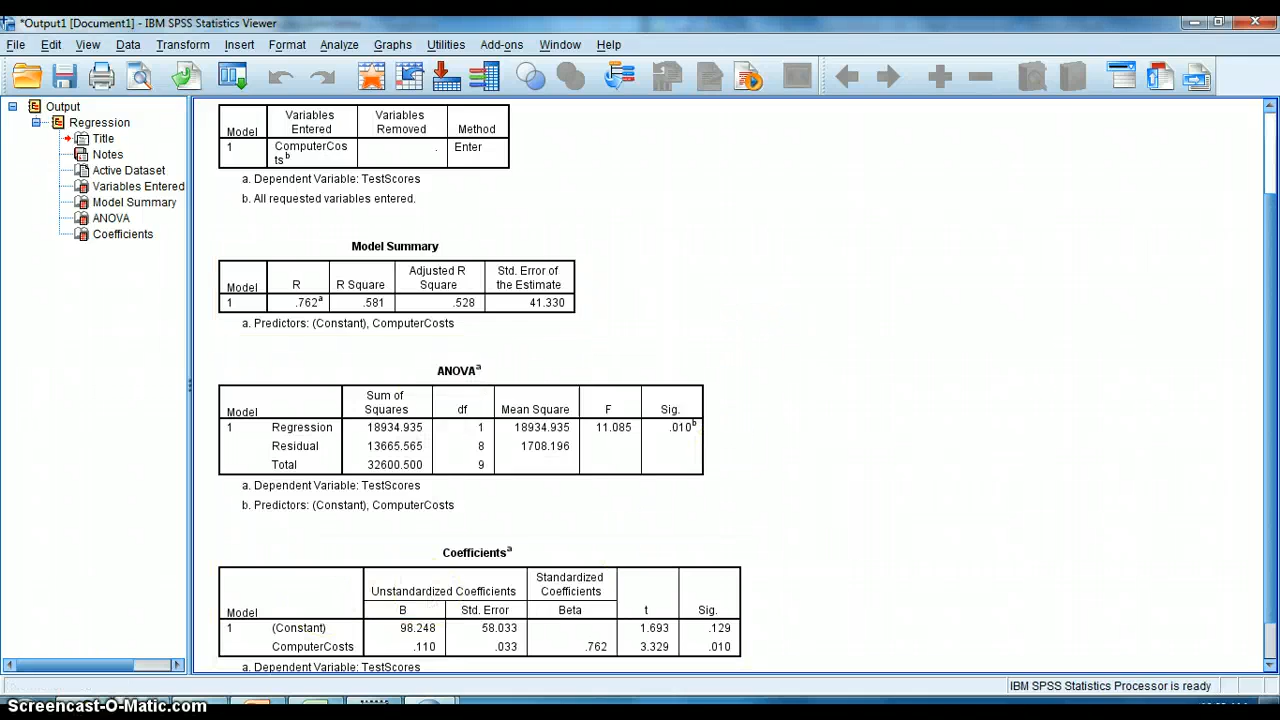 *Output1 [Document1] - IBM SPSS Statistics Viewer
File Edit View Data Transform Insert Format Analyze Graphs Utilities Add-ons Window Help
Output
Regression
Title
Notes
Active Dataset
Variables Entered
Model Summary
ANOVA
Coefficients
Model Variables Entered Variables Removed Method
1 ComputerCos
ts^b . Enter
a. Dependent Variable: TestScores
b. All requested variables entered.
Model Summary
Model R R Square Adjusted R Square Std. Error of the Estimate
1 .762^a .581 .528 41.330
a. Predictors: (Constant), ComputerCosts
ANOVA^a
Model Sum of Squares df Mean Square F Sig.
1 Regression 18934.935 1 18934.935 11.085 .010^b
Residual 13665.565 8 1708.196
Total 32600.500 9
a. Dependent Variable: TestScores
b. Predictors: (Constant), ComputerCosts
Coefficients^a
Unstandardized Coefficients Standardized Coefficients
Model B Std. Error Beta t Sig.
1 (Constant) 98.248 58.033 1.693 .129
ComputerCosts .110 .033 .762 3.329 .010
a. Dependent Variable: TestScores
IBM SPSS Statistics Processor is ready
Screencast-O-Matic.com